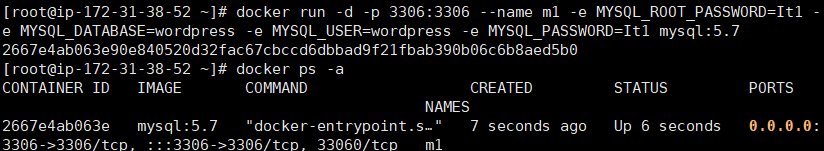 [root@ip-172-31-38-52 ~]# docker run -d -p 3306:3306 --name m1 -e MYSQL_ROOT_PASSWORD=It1 -
e MYSQL_DATABASE=wordpress -e MYSQL_USER=wordpress -e MYSQL_PASSWORD=It1 mysql:5.7
2667e4ab063e90e840520d32fac67cbccd6dbbad9f21fbab390b06c6b8aed5b0
[root@ip-172-31-38-52 ~]# docker ps -a
CONTAINER ID   IMAGE       COMMAND                  CREATED         STATUS         PORTS
                                       NAMES
2667e4ab063e   mysql:5.7   "docker-entrypoint.s…"   7 seconds ago   Up 6 seconds   0.0.0.0:
3306->3306/tcp, :::3306->3306/tcp, 33060/tcp   m1